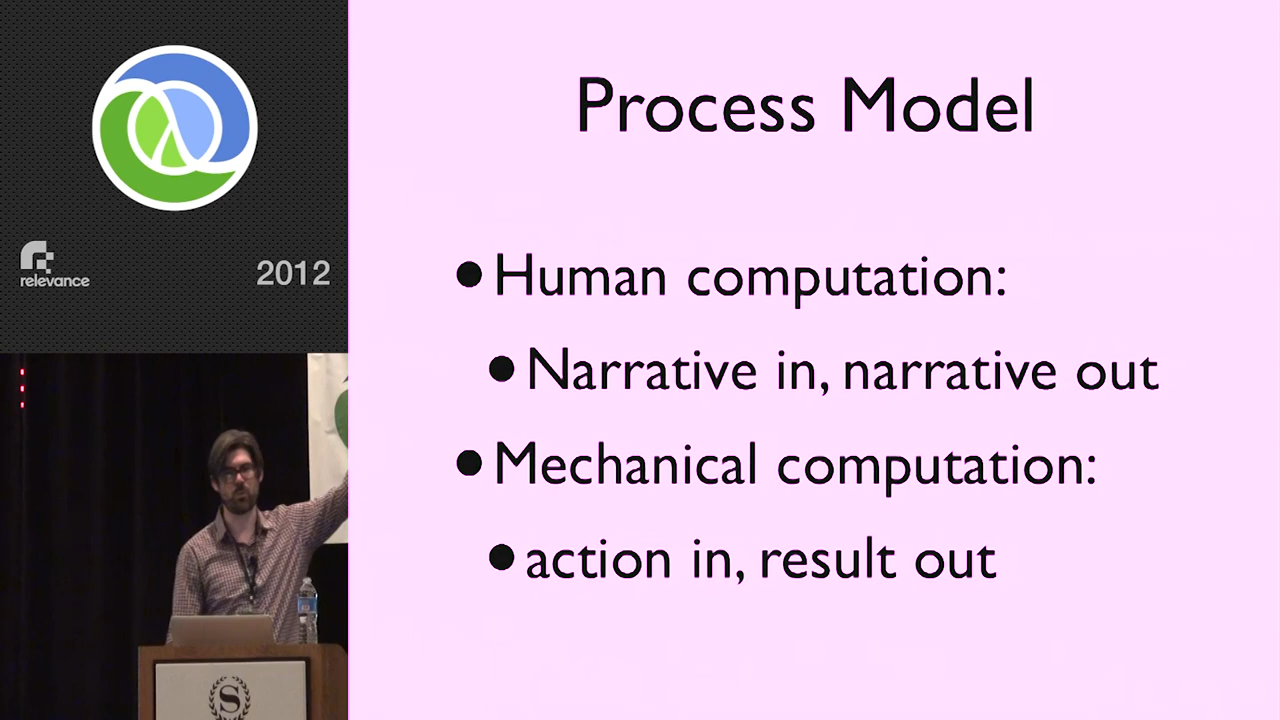 relevance
2012
Process Model
Human computation:
Narrative in, narrative out
Mechanical computation:
action in, result out
S